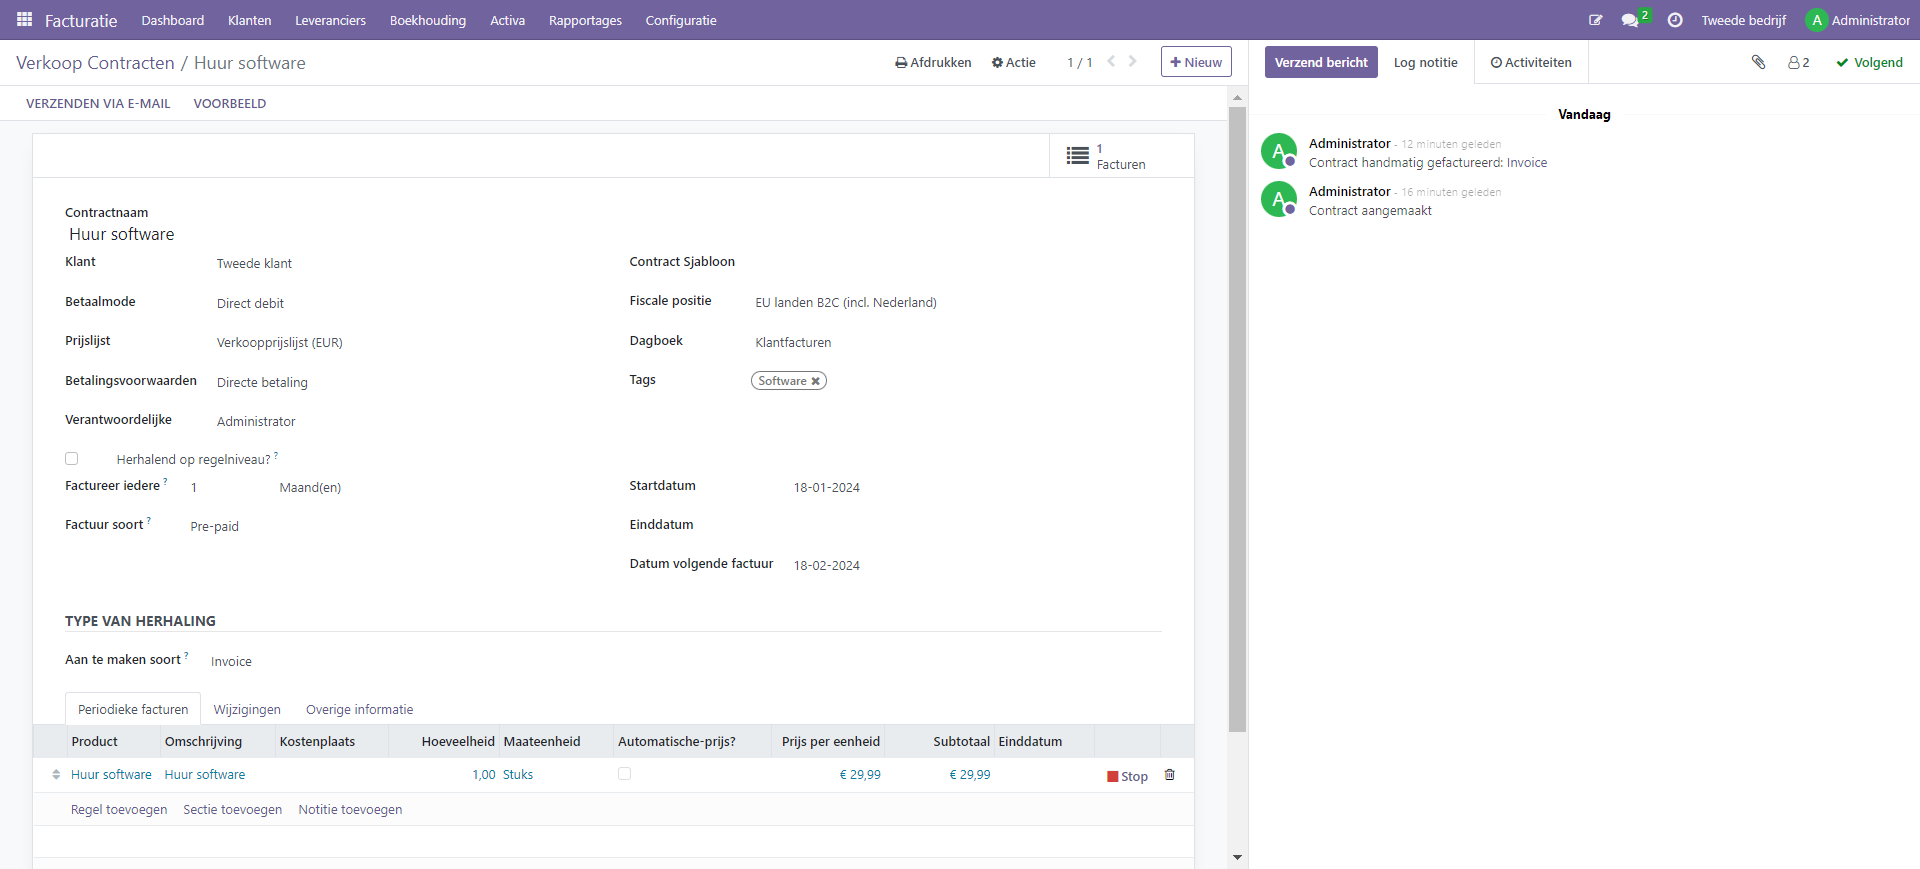 Facturatie Dashboard Klanten Leveranciers Boekhouding Activa Rapportages Configuratie 2 Tweede bedrijf A Administrator
Verkoop Contracten / Huur software Afdrukken Actie 1 / 1 Nieuw
Verzend bericht Log notitie Activiteiten 2 Volgend
VERZENDEN VIA E-MAIL VOORBEELD
1
Facturen
Contractnaam
Huur software
Klant Tweede klant
Contract Sjabloon
Betaalmode Direct debit
Fiscale positie EU landen B2C (incl. Nederland)
Prijslijst Verkoopprijslijst (EUR)
Dagboek Klantfacturen
Betalingsvoorwaarden Directe betaling
Tags Software
Verantwoordelijke Administrator
Herhalend op regelniveau? ?
Factureer iedere ? 1 Maand(en)
Startdatum 18-01-2024
Factuur soort ? Pre-paid
Einddatum
Datum volgende factuur 18-02-2024
TYPE VAN HERHALING
Aan te maken soort ? Invoice
Periodieke facturen Wijzigingen Overige informatie
Product Omschrijving Kostenplaats Hoeveelheid Maateenheid Automatische-prijs? Prijs per eenheid Subtotaal Einddatum
Huur software Huur software 1,00 Stuks € 29,99 € 29,99 Stop
Regel toevoegen Sectie toevoegen Notitie toevoegen
Vandaag
A Administrator - 12 minuten geleden
Contract handmatig gefactureerd: Invoice
A Administrator - 16 minuten geleden
Contract aangemaakt